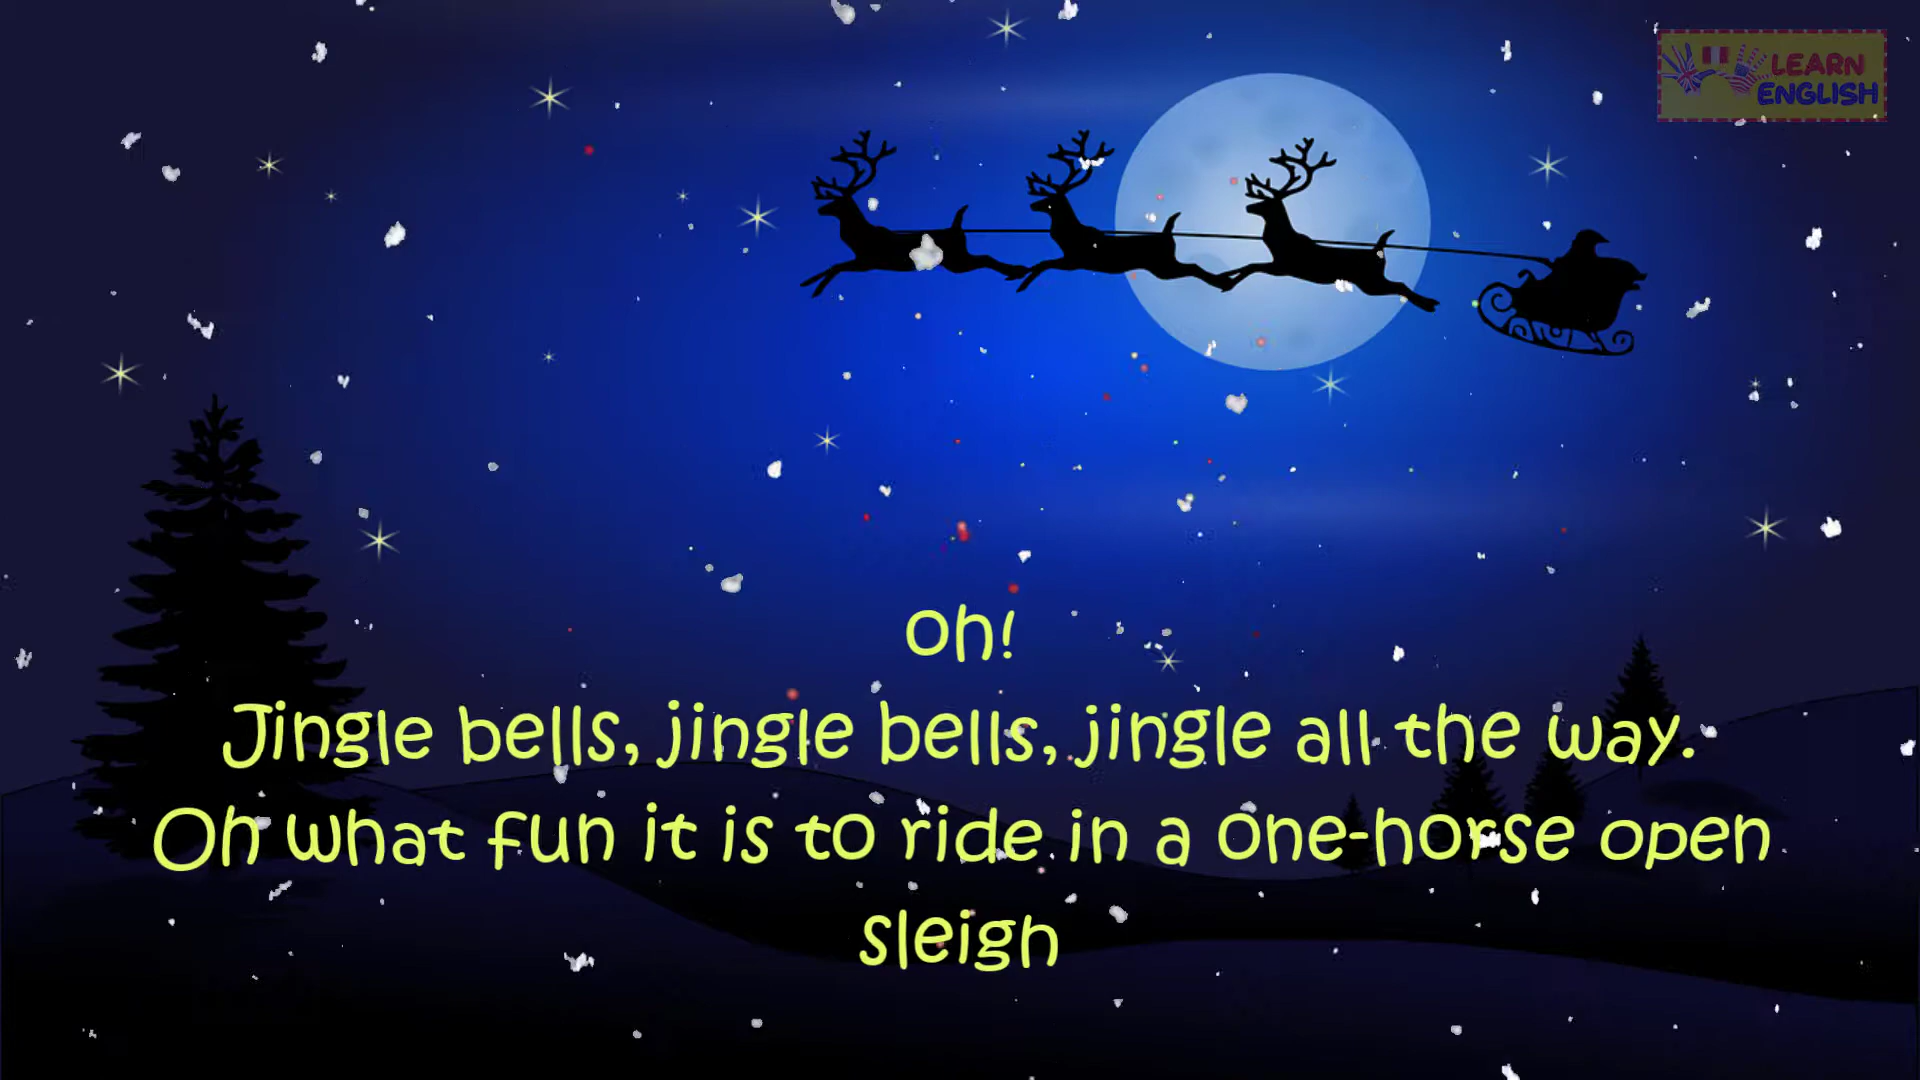 LEARN
ENGLISH
oh!
Jingle bells, jingle bells, jingle all the way.
Oh what fun it is to ride in a one-horse open
sleigh